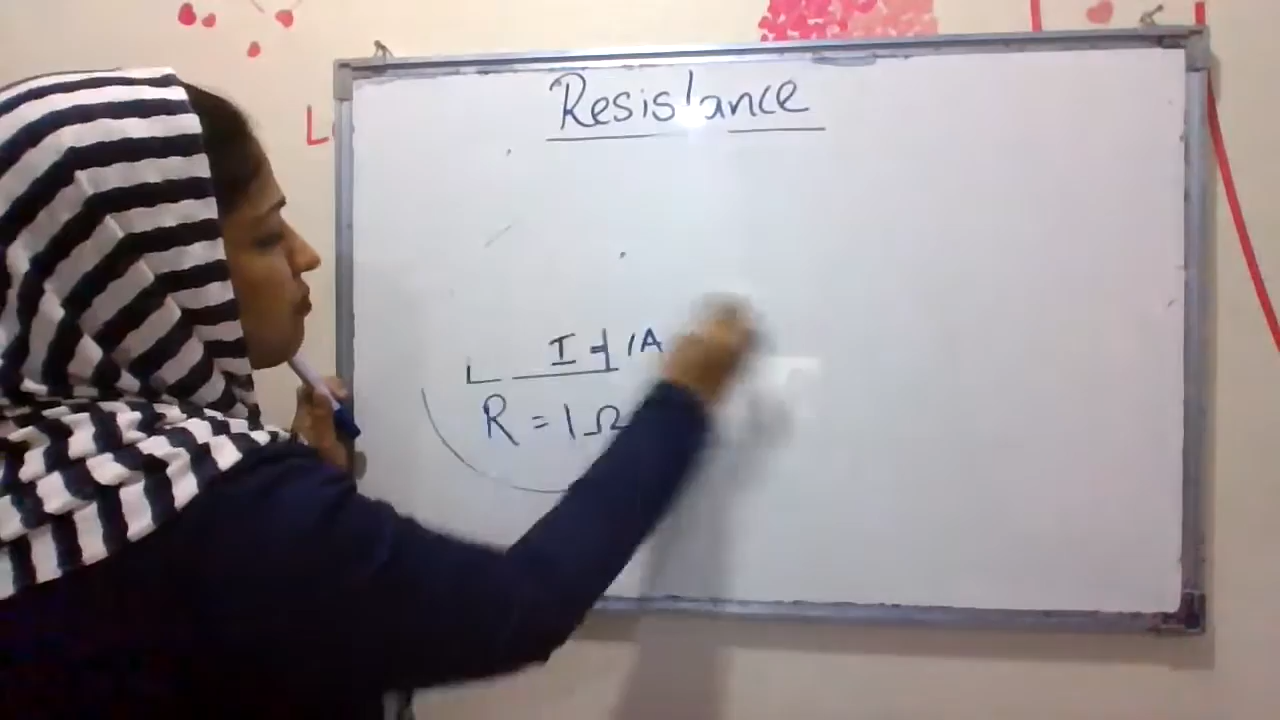 Resistance
I = 1A
R = 1Ω
L